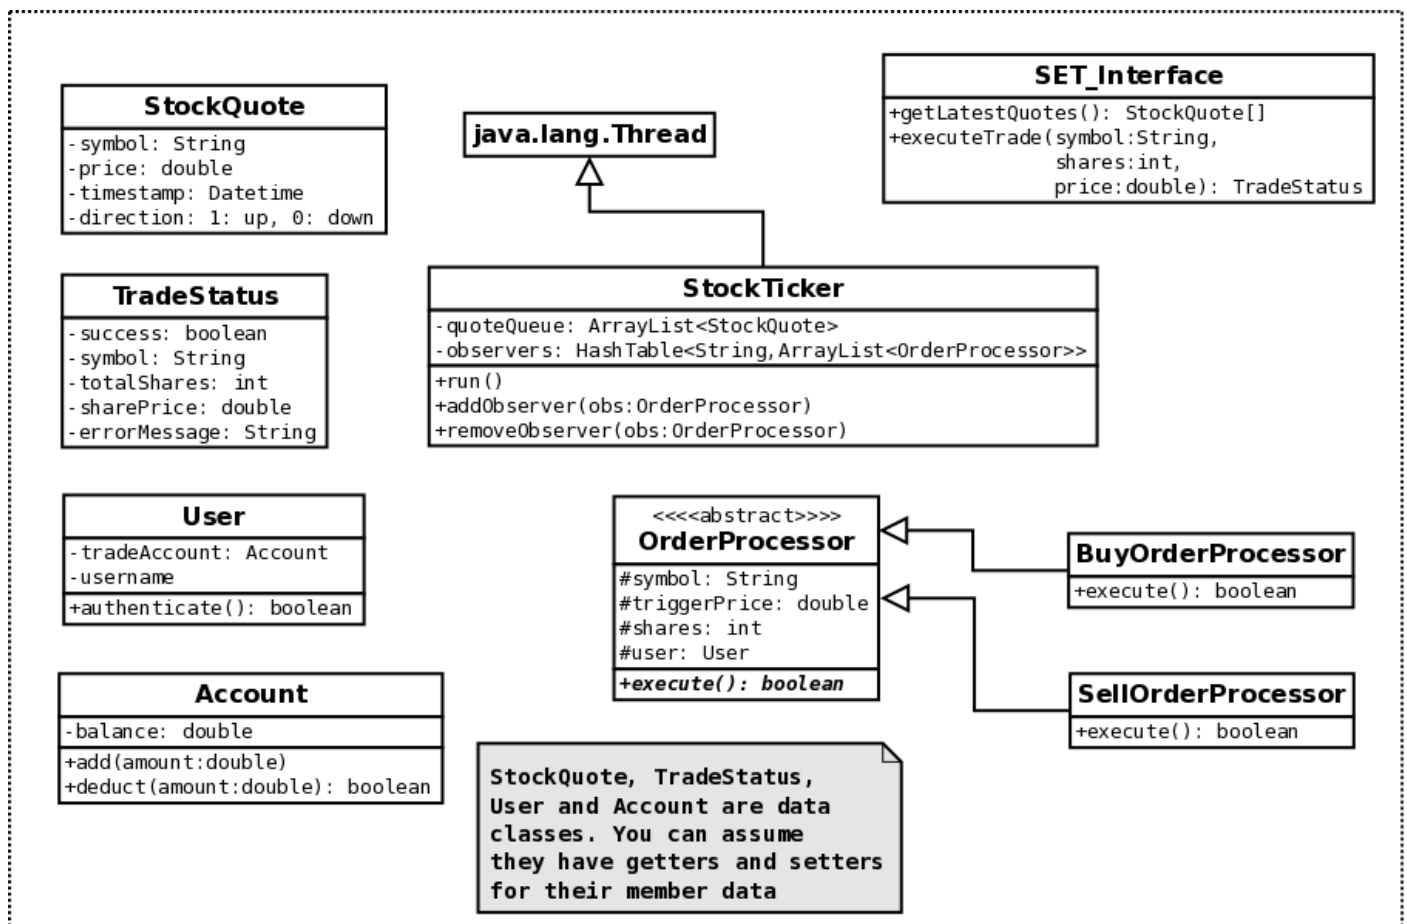 StockQuote
-symbol: String
-price: double
-timestamp: Datetime
-direction: 1: up, 0: down
java.lang.Thread
SET_Interface
+getLatestQuotes(): StockQuote[]
+executeTrade(symbol:String,
shares:int,
price:double): TradeStatus
TradeStatus
-success: boolean
-symbol: String
-totalShares: int
-sharePrice: double
-errorMessage: String
StockTicker
-quoteQueue: ArrayList<StockQuote>
-observers: HashTable<String,ArrayList<OrderProcessor>>
+run()
+addObserver(obs:OrderProcessor)
+removeObserver(obs:OrderProcessor)
User
-tradeAccount: Account
-username
+authenticate(): boolean
<<<<abstract>>>>
OrderProcessor
#symbol: String
#triggerPrice: double
#shares: int
#user: User
+execute(): boolean
BuyOrderProcessor
+execute(): boolean
SellOrderProcessor
+execute(): boolean
Account
-balance: double
+add(amount:double)
+deduct(amount:double): boolean
StockQuote, TradeStatus,
User and Account are data
classes. You can assume
they have getters and setters
for their member data